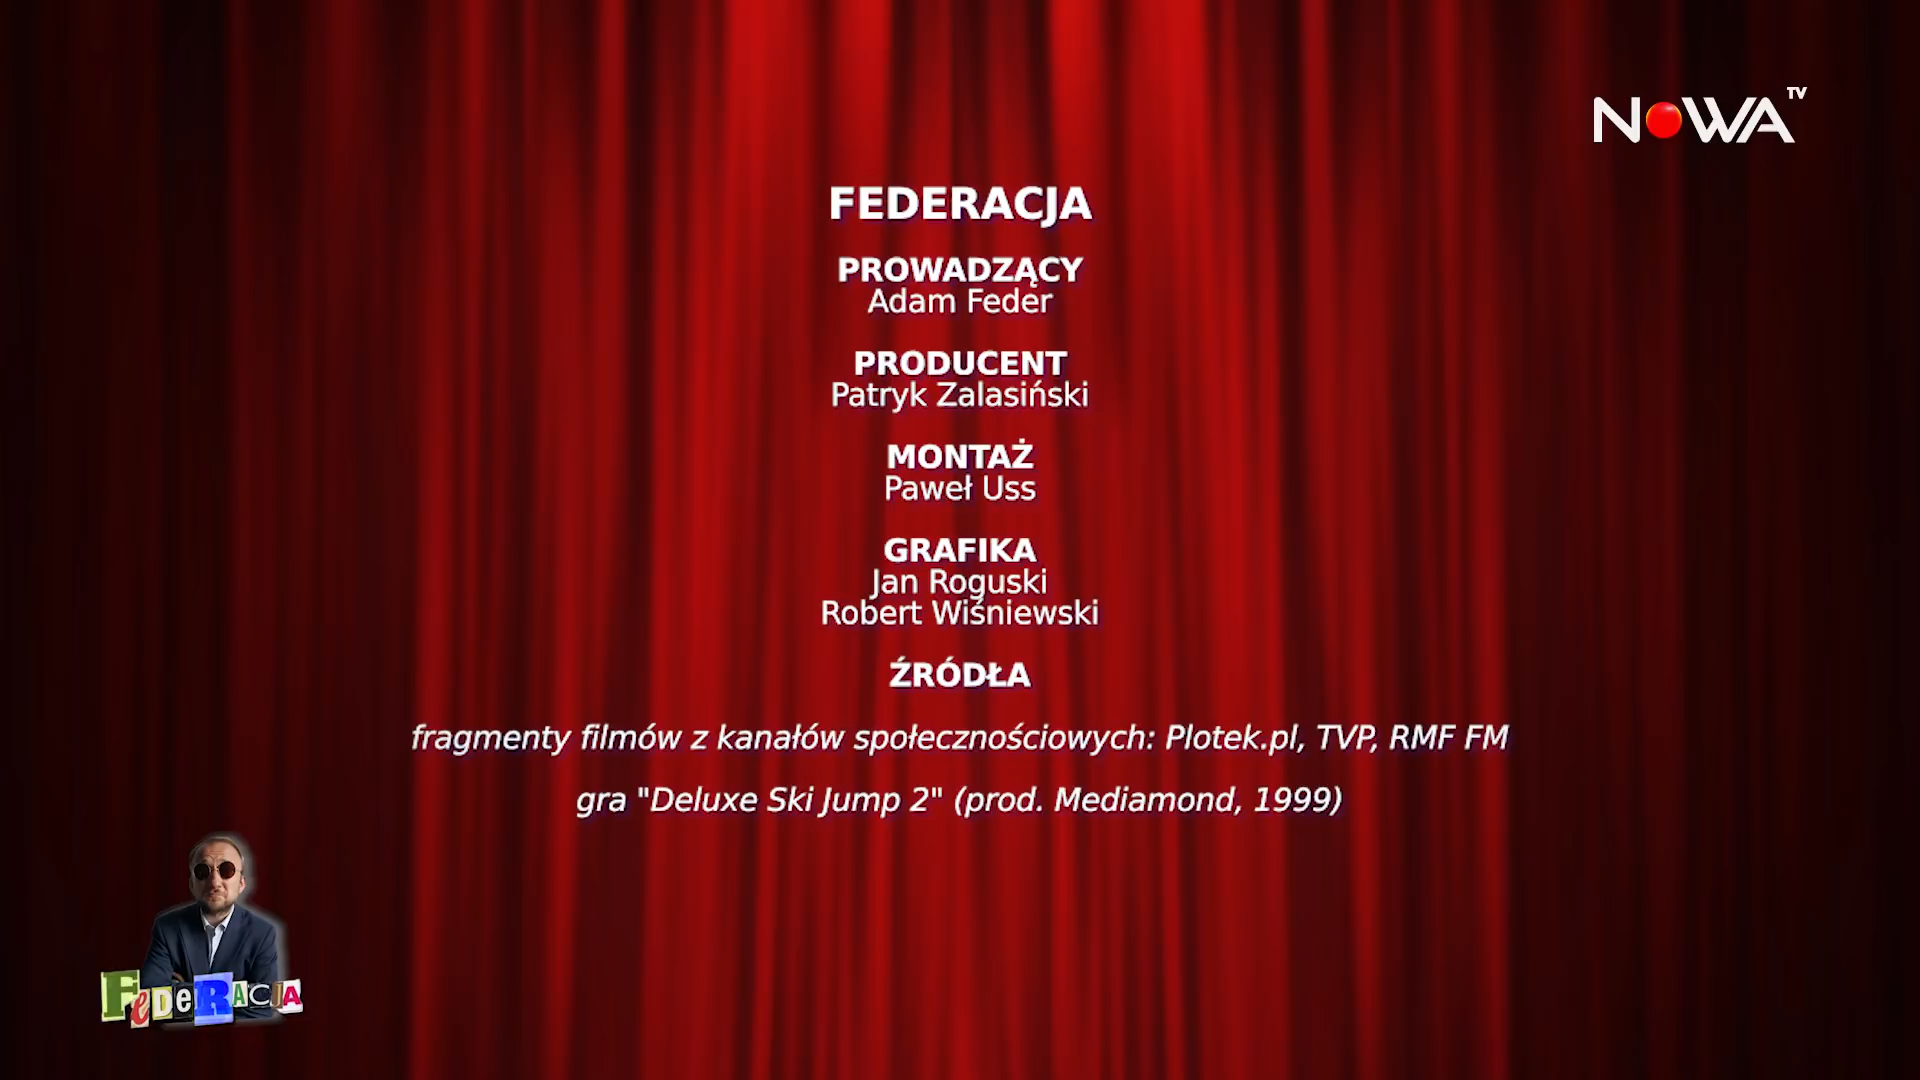 NOWA TV
FEDERACJA
PROWADZĄCY
Adam Feder
PRODUCENT
Patryk Zalasiński
MONTAŻ
Paweł Uss
GRAFIKA
Jan Roguski
Robert Wiśniewski
ŹRÓDŁA
fragmenty filmów z kanałów społecznościowych: Plotek.pl, TVP, RMF FM
gra "Deluxe Ski Jump 2" (prod. Mediamond, 1999)
FeDeRACJA